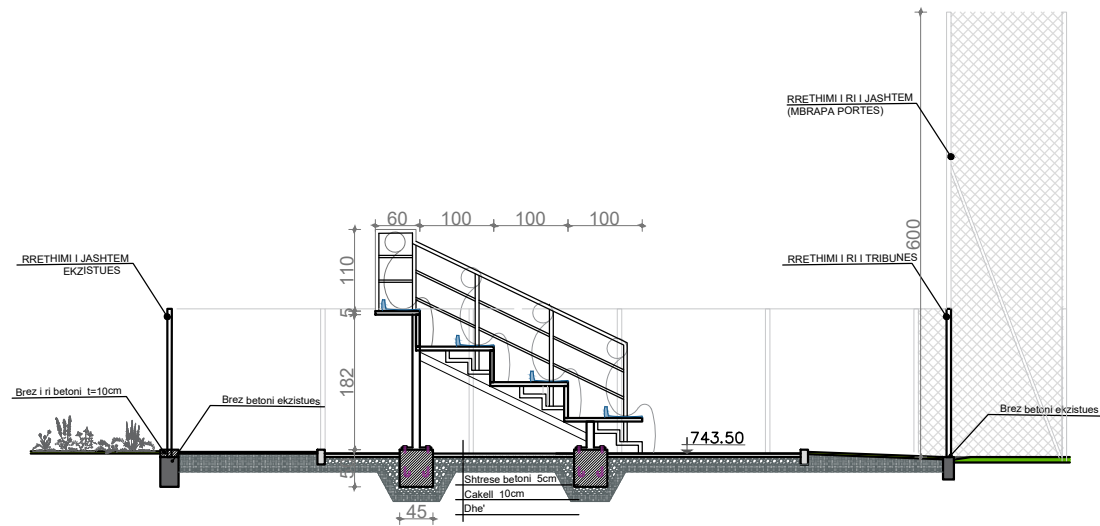 RRETHIMI I RI I JASHTEM
(MBRAPA PORTES)
60 100 100 100
600
RRETHIMI I JASHTEM
EKZISTUES
RRETHIMI I RI I TRIBUNES
110
5
182
Brez i ri betoni t=10cm
Brez betoni ekzistues
Brez betoni ekzistues
743.50
Shtrese betoni 5cm
Cakell 10cm
Dhe'
45